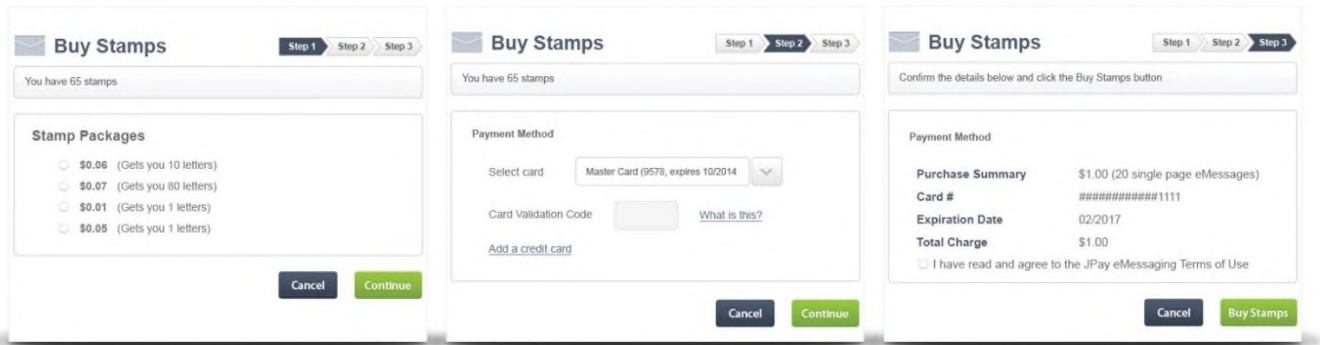 Buy Stamps
Step 1 Step 2 Step 3
You have 65 stamps
Stamp Packages
$0.06 (Gets you 10 letters)
$0.07 (Gets you 80 letters)
$0.01 (Gets you 1 letters)
$0.05 (Gets you 1 letters)
Cancel Continue
Buy Stamps
Step 1 Step 2 Step 3
You have 65 stamps
Payment Method
Select card Master Card (9578, expires 10/2014
Card Validation Code What is this?
Add a credit card
Cancel Continue
Buy Stamps
Step 1 Step 2 Step 3
Confirm the details below and click the Buy Stamps button
Payment Method
Purchase Summary $1.00 (20 single page eMessages)
Card # ############1111
Expiration Date 02/2017
Total Charge $1.00
I have read and agree to the JPay eMessaging Terms of Use
Cancel Buy Stamps